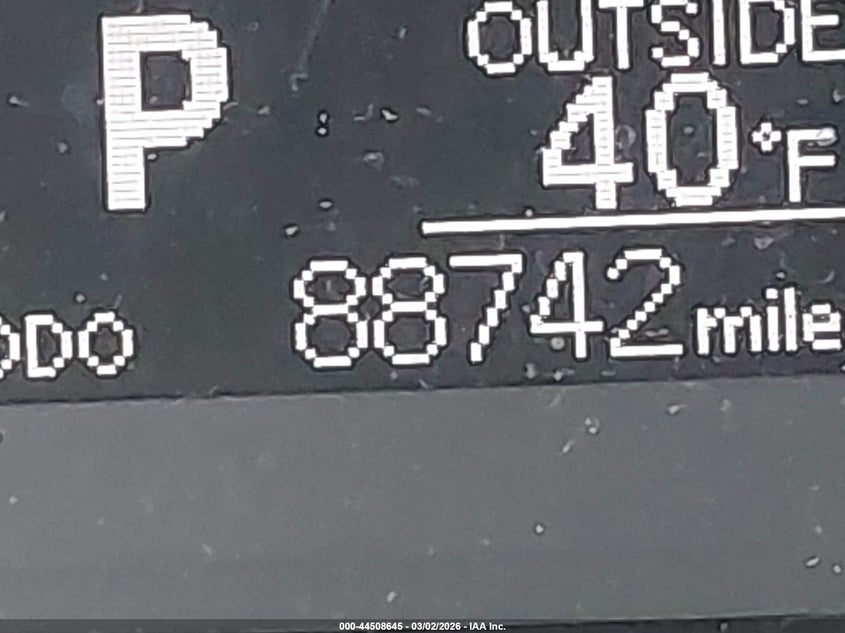 P
OUTSIDE
40°F
ODO 88742 mile
000-44508645 - 03/02/2026 - IAA Inc.